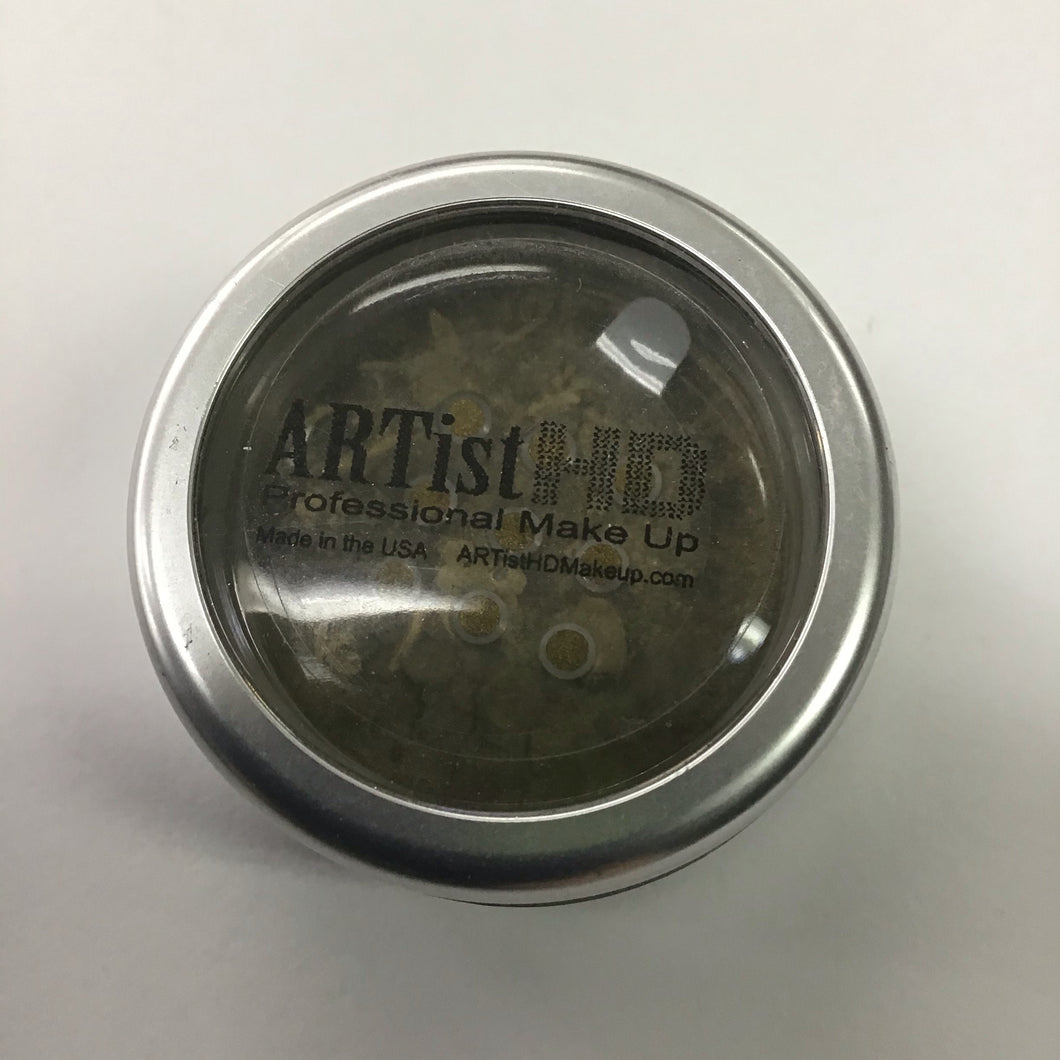 ARTistHD
Professional Make Up
Made in the USA ARTistHDMakeup.com